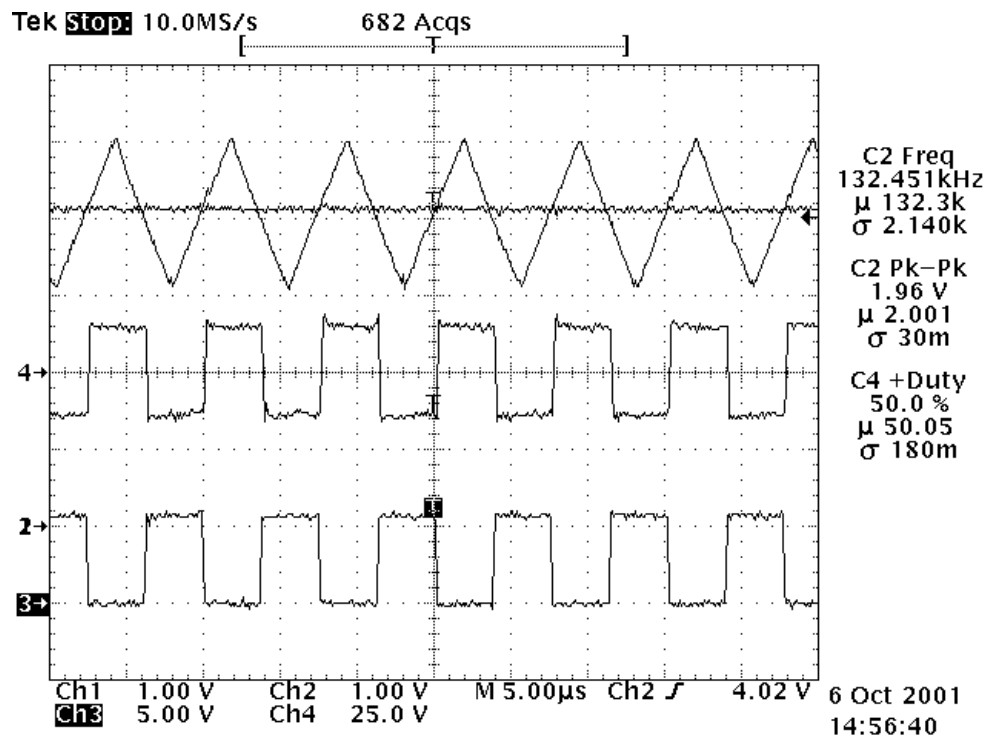 Tek Stop: 10.0MS/s 682 Acqs
[ T ]
C2 Freq
132.451kHz
μ 132.3k
σ 2.140k
C2 Pk-Pk
1.96 V
μ 2.001
σ 30m
C4 +Duty
50.0 %
μ 50.05
σ 180m
4→
T
2→
3→
Ch1 1.00 V Ch2 1.00 V M 5.00µs Ch2 ʃ 4.02 V
Ch3 5.00 V Ch4 25.0 V
6 Oct 2001
14:56:40